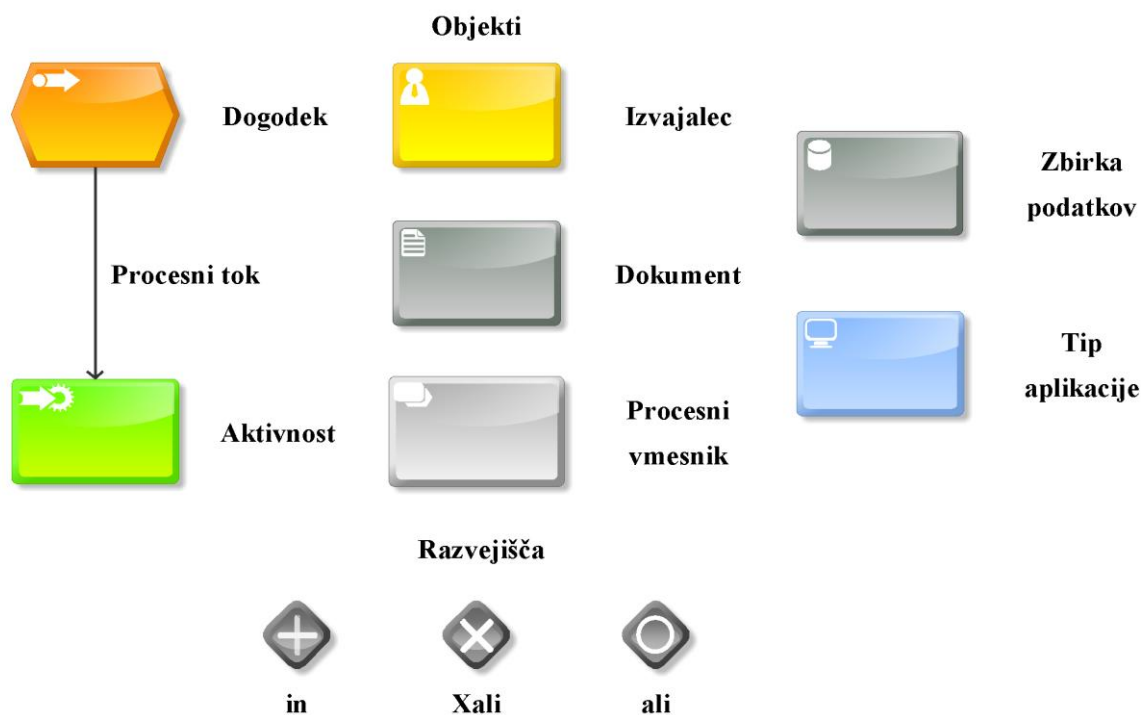 Objekti
Dogodek
Izvajalec
Zbirka
podatkov
Procesni tok
Dokument
Tip
aplikacije
Aktivnost
Procesni
vmesnik
Razvejišča
in
Xali
ali